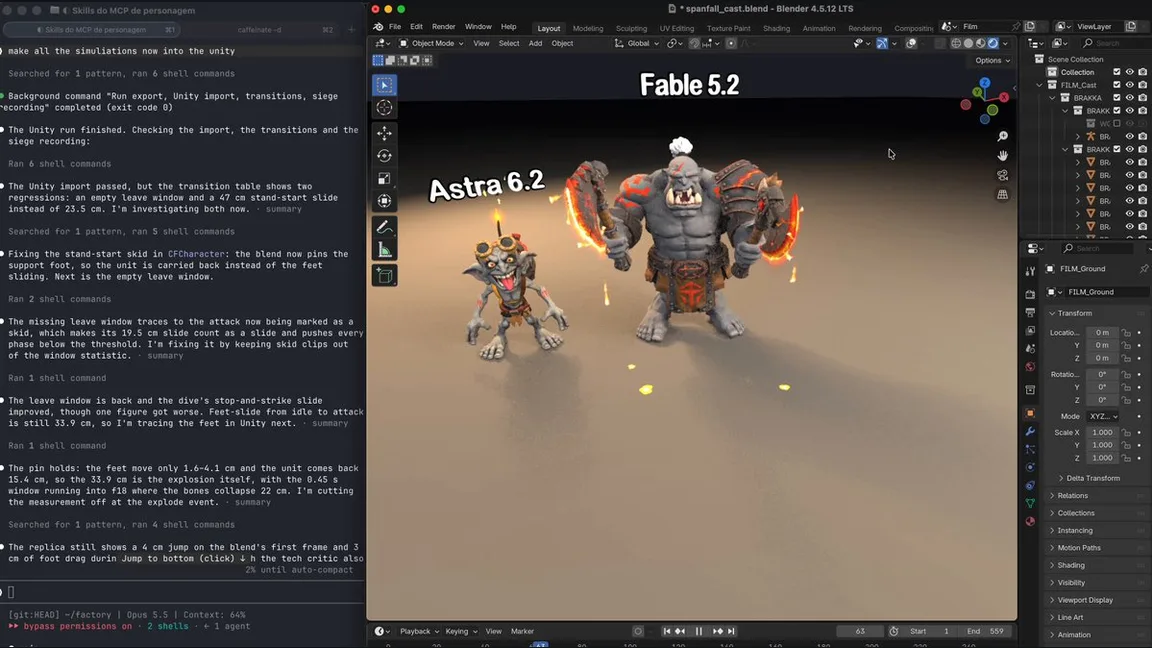 Skills do MCP de personagem
Skills do MCP de personagem ⌘1
caffeinate -d ⌘2
make all the simuliations now into the unity
Searched for 1 pattern, ran 6 shell commands
Background command "Run export, Unity import, transitions, siege
recording" completed (exit code 0)
The Unity run finished. Checking the import, the transitions and the
siege recording:
Ran 6 shell commands
The Unity import passed, but the transition table shows two
regressions: an empty leave window and a 47 cm stand-start slide
instead of 23.5 cm. I'm investigating both now. · summary
Searched for 1 pattern, ran 5 shell commands
Fixing the stand-start skid in CFCharacter: the blend now pins the
support foot, so the unit is carried back instead of the feet
sliding. Next is the empty leave window.
Ran 2 shell commands
The missing leave window traces to the attack now being marked as a
skid, which makes its 19.5 cm slide count as a slide and pushes every
phase below the threshold. I'm fixing it by keeping skid clips out
of the window statistic. · summary
Ran 1 shell command
The leave window is back and the dive's stop-and-strike slide
improved, though one figure got worse. Feet-slide from idle to attack
is still 33.9 cm, so I'm tracing the feet in Unity next. · summary
Ran 1 shell command
The pin holds: the feet move only 1.6–4.1 cm and the unit comes back
15.4 cm, so the 33.9 cm is the explosion itself, with the 0.45 s
window running into f18 where the bones collapse 22 cm. I'm cutting
the measurement off at the explode event. · summary
Searched for 1 pattern, ran 4 shell commands
The replica still shows a 4 cm jump on the blend's first frame and 3
cm of foot drag durin Jump to bottom (click) ↓ h the tech critic also
2% until auto-compact
[git:HEAD] ~/factory | Opus 5.5 | Context: 64%
▸▸ bypass permissions on · 2 shells · ← 1 agent
* spanfall_cast.blend - Blender 4.5.12 LTS
File Edit Render Window Help Layout Modeling Sculpting UV Editing Texture Paint Shading Animation Rendering Compositing Film ViewLayer
Object Mode View Select Add Object Global
Options
Fable 5.2
Astra 6.2
Search
Scene Collection
Collection
FILM_Cast
BRAKKA
BRAKK
BR
BRAKK
BR
BR
BR
BR
BR
Search
FILM_Ground
FILM_Ground
Transform
Locatio... 0 m
Y 0 m
Z 0 m
Rotatio... 0°
Y 0°
Z 0°
Mode XYZ...
Scale X 1.000
Y 1.000
Z 1.000
Delta Transform
Relations
Collections
Instancing
Motion Paths
Shading
Visibility
Viewport Display
Line Art
Animation
Playback Keying View Marker
63 Start 1 End 559